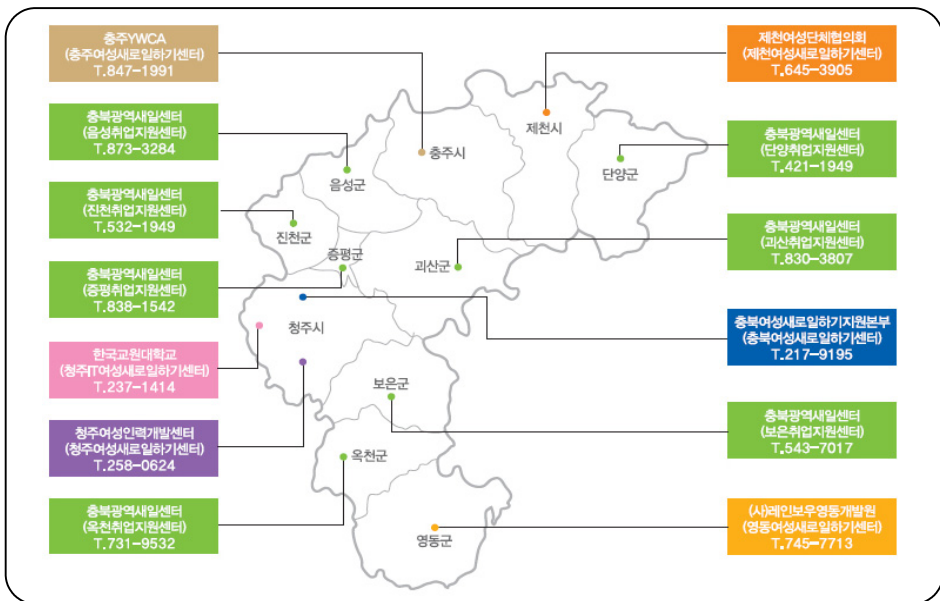 충주YWCA
(충주여성새로일하기센터)
T.847-1991
충북광역새일센터
(음성취업지원센터)
T.873-3284
충북광역새일센터
(진천취업지원센터)
T.532-1949
충북광역새일센터
(증평취업지원센터)
T.838-1542
한국교원대학교
(청주IT여성새로일하기센터)
T.237-1414
청주여성인력개발센터
(청주여성새로일하기센터)
T.258-0624
충북광역새일센터
(옥천취업지원센터)
T.731-9532
제천시
충주시
단양군
음성군
진천군
증평군
괴산군
청주시
보은군
옥천군
영동군
제천여성단체협의회
(제천여성새로일하기센터)
T.645-3905
충북광역새일센터
(단양취업지원센터)
T.421-1949
충북광역새일센터
(괴산취업지원센터)
T.830-3807
충북여성새로일하기지원본부
(충북여성새로일하기센터)
T.217-9195
충북광역새일센터
(보은취업지원센터)
T.543-7017
(사)레인보우영동개발원
(영동여성새로일하기센터)
T.745-7713